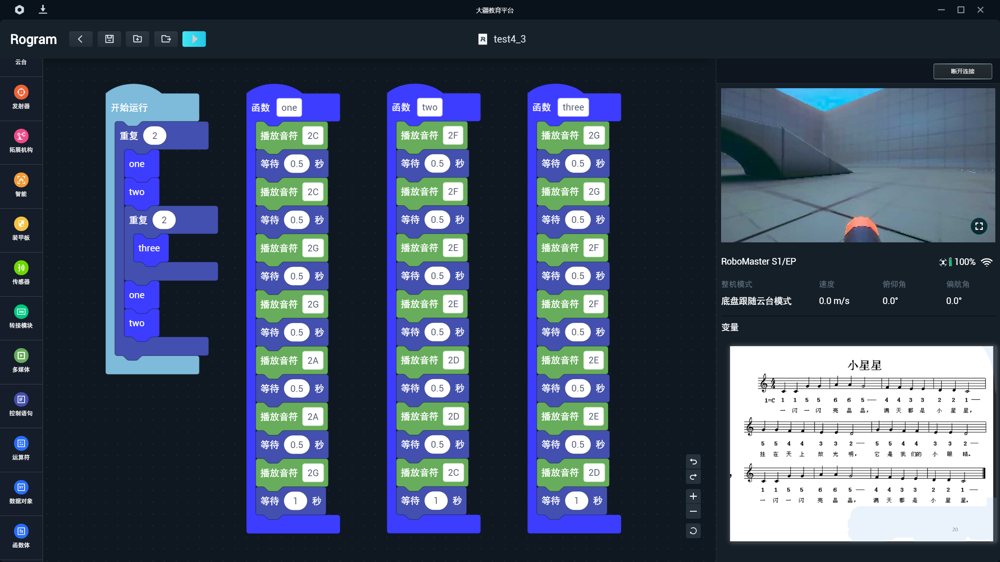 大疆教育平台
Rogram
test4_3
云台
发射器
拓展机构
智能
装甲板
传感器
转接模块
多媒体
控制语句
运算符
数据对象
函数体
开始运行
重复 2
one
two
重复 2
three
one
two
函数 one
播放音符 2C
等待 0.5 秒
播放音符 2C
等待 0.5 秒
播放音符 2G
等待 0.5 秒
播放音符 2G
等待 0.5 秒
播放音符 2A
等待 0.5 秒
播放音符 2A
等待 0.5 秒
播放音符 2G
等待 1 秒
函数 two
播放音符 2F
等待 0.5 秒
播放音符 2F
等待 0.5 秒
播放音符 2E
等待 0.5 秒
播放音符 2E
等待 0.5 秒
播放音符 2D
等待 0.5 秒
播放音符 2D
等待 0.5 秒
播放音符 2C
等待 1 秒
函数 three
播放音符 2G
等待 0.5 秒
播放音符 2G
等待 0.5 秒
播放音符 2F
等待 0.5 秒
播放音符 2F
等待 0.5 秒
播放音符 2E
等待 0.5 秒
播放音符 2E
等待 0.5 秒
播放音符 2D
等待 1 秒
断开连接
RoboMaster S1/EP 100%
整机模式 速度 俯仰角 偏航角
底盘跟随云台模式 0.0 m/s 0.0° 0.0°
变量
小星星
4
4
1=C 1 1 5 5 6 6 5 — 4 4 3 3 2 2 1 —
一 闪 一 闪 亮 晶 晶, 满 天 都 是 小 星 星,
5 5 4 4 3 3 2 — 5 5 4 4 3 3 2 —
挂 在 天 上 放 光 明, 它 是 我 们的 小 眼 睛。
1 1 5 5 6 6 5 — 4 4 3 3 2 2 1 —
一 闪 一 闪 亮 晶 晶, 满 天 都 是 小 星 星。
20